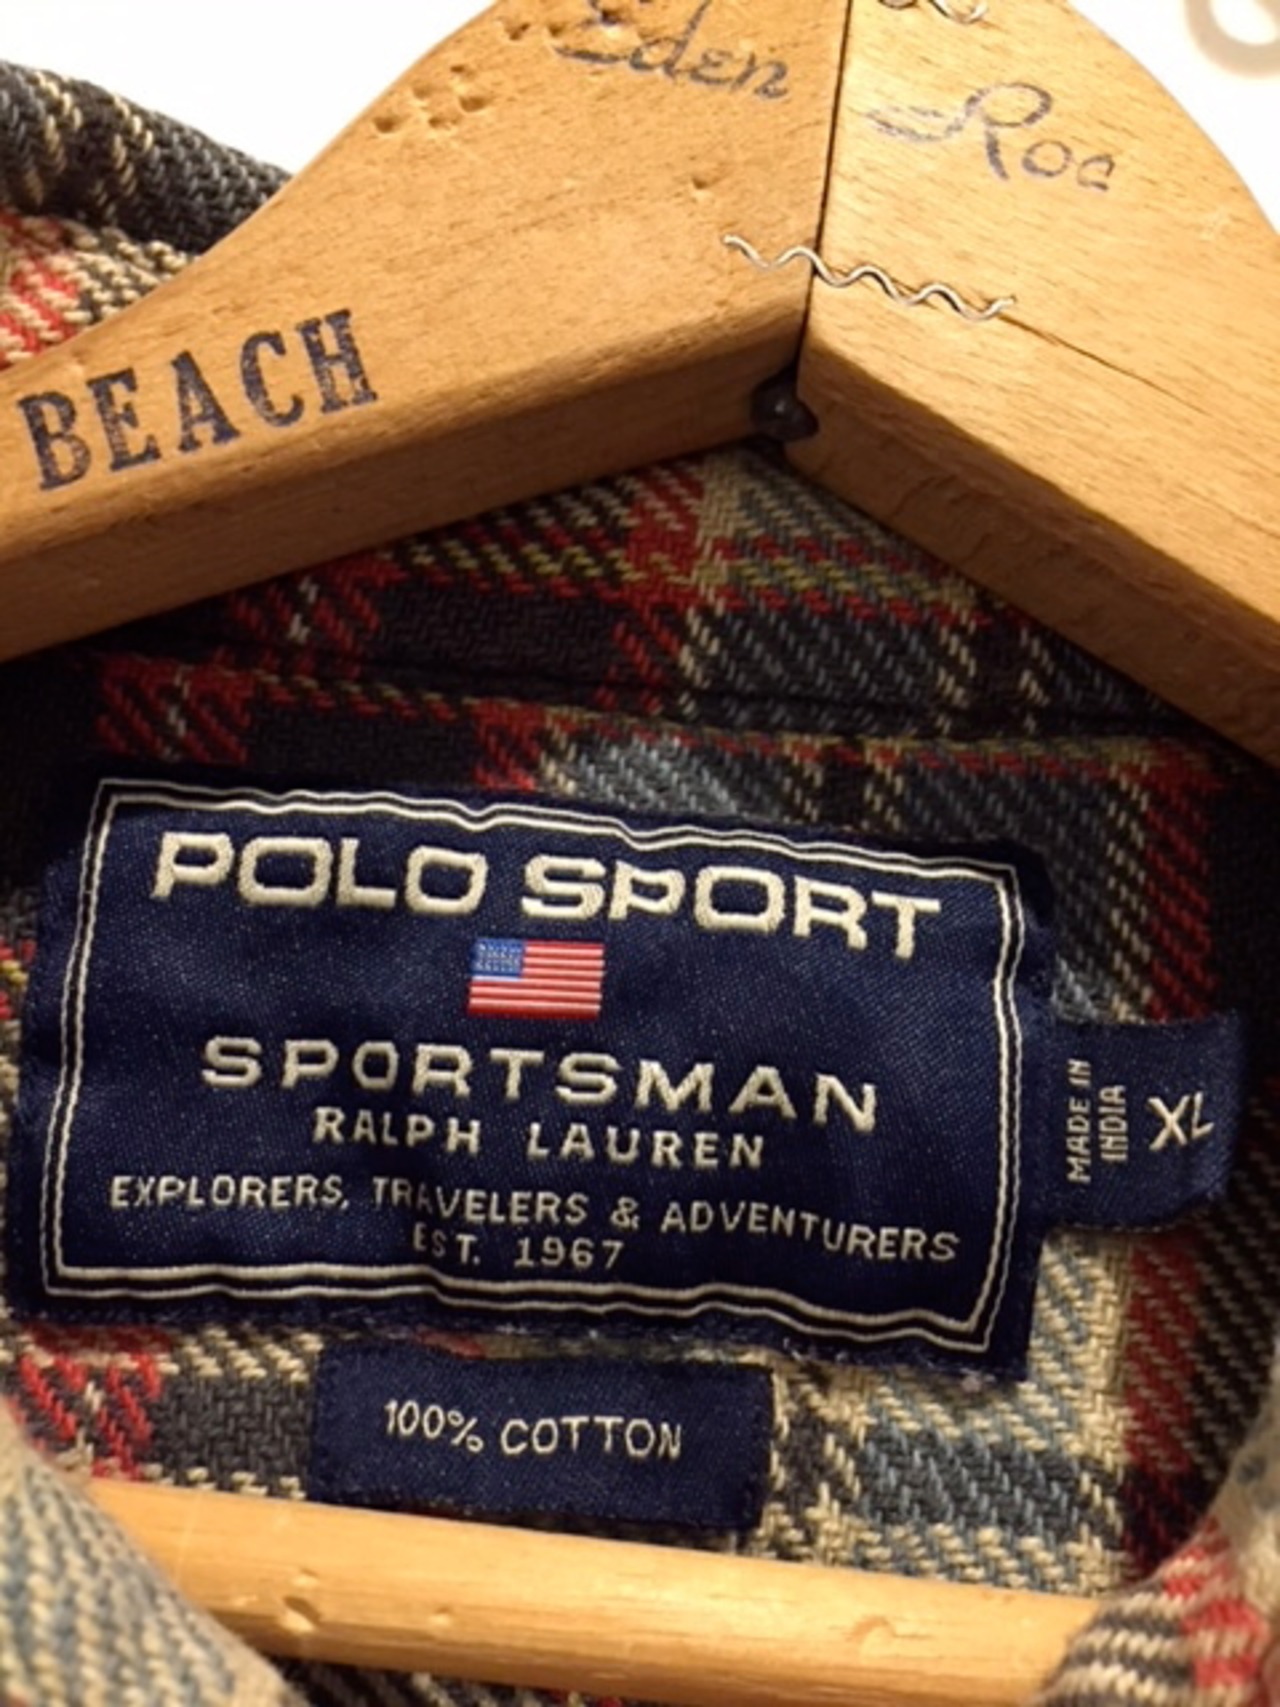 Eden Roc
BEACH
POLO SPORT
SPORTSMAN
RALPH LAUREN
EXPLORERS, TRAVELERS & ADVENTURERS
EST. 1967
MADE IN
INDIA
XL
100% COTTON